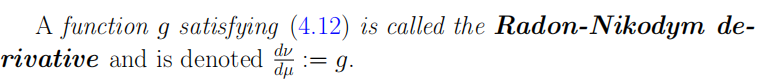 A function g satisfying (4.12) is called the Radon-Nikodym de-
rivative and is denoted dν/dμ := g.